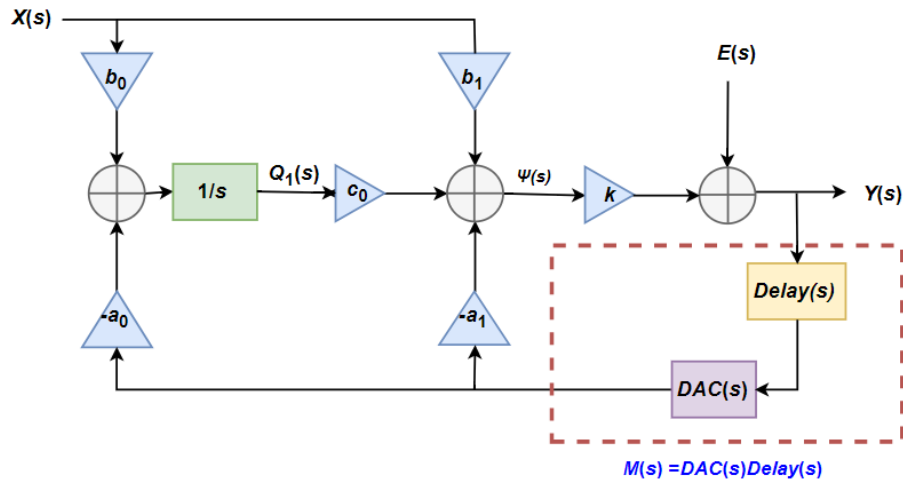 X(s)
E(s)
b0
b1
1/s
Q1(s)
c0
Ψ(s)
k
Y(s)
-a0
-a1
Delay(s)
DAC(s)
M(s) =DAC(s)Delay(s)